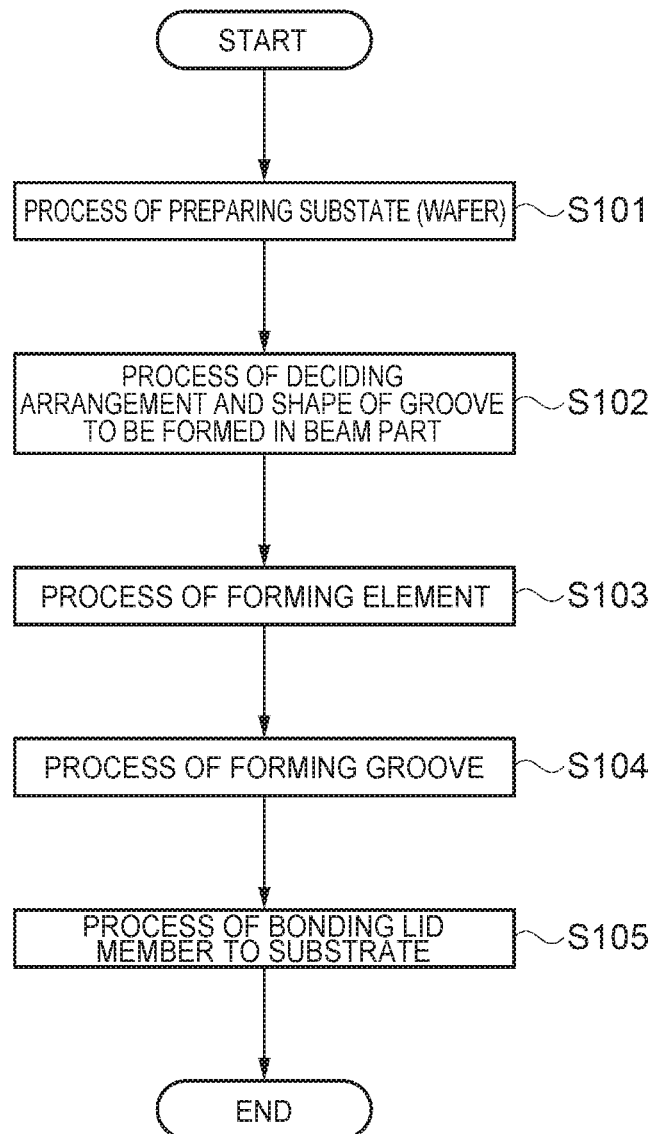 START
PROCESS OF PREPARING SUBSTATE (WAFER)
S101
PROCESS OF DECIDING
ARRANGEMENT AND SHAPE OF GROOVE
TO BE FORMED IN BEAM PART
S102
PROCESS OF FORMING ELEMENT
S103
PROCESS OF FORMING GROOVE
S104
PROCESS OF BONDING LID
MEMBER TO SUBSTRATE
S105
END